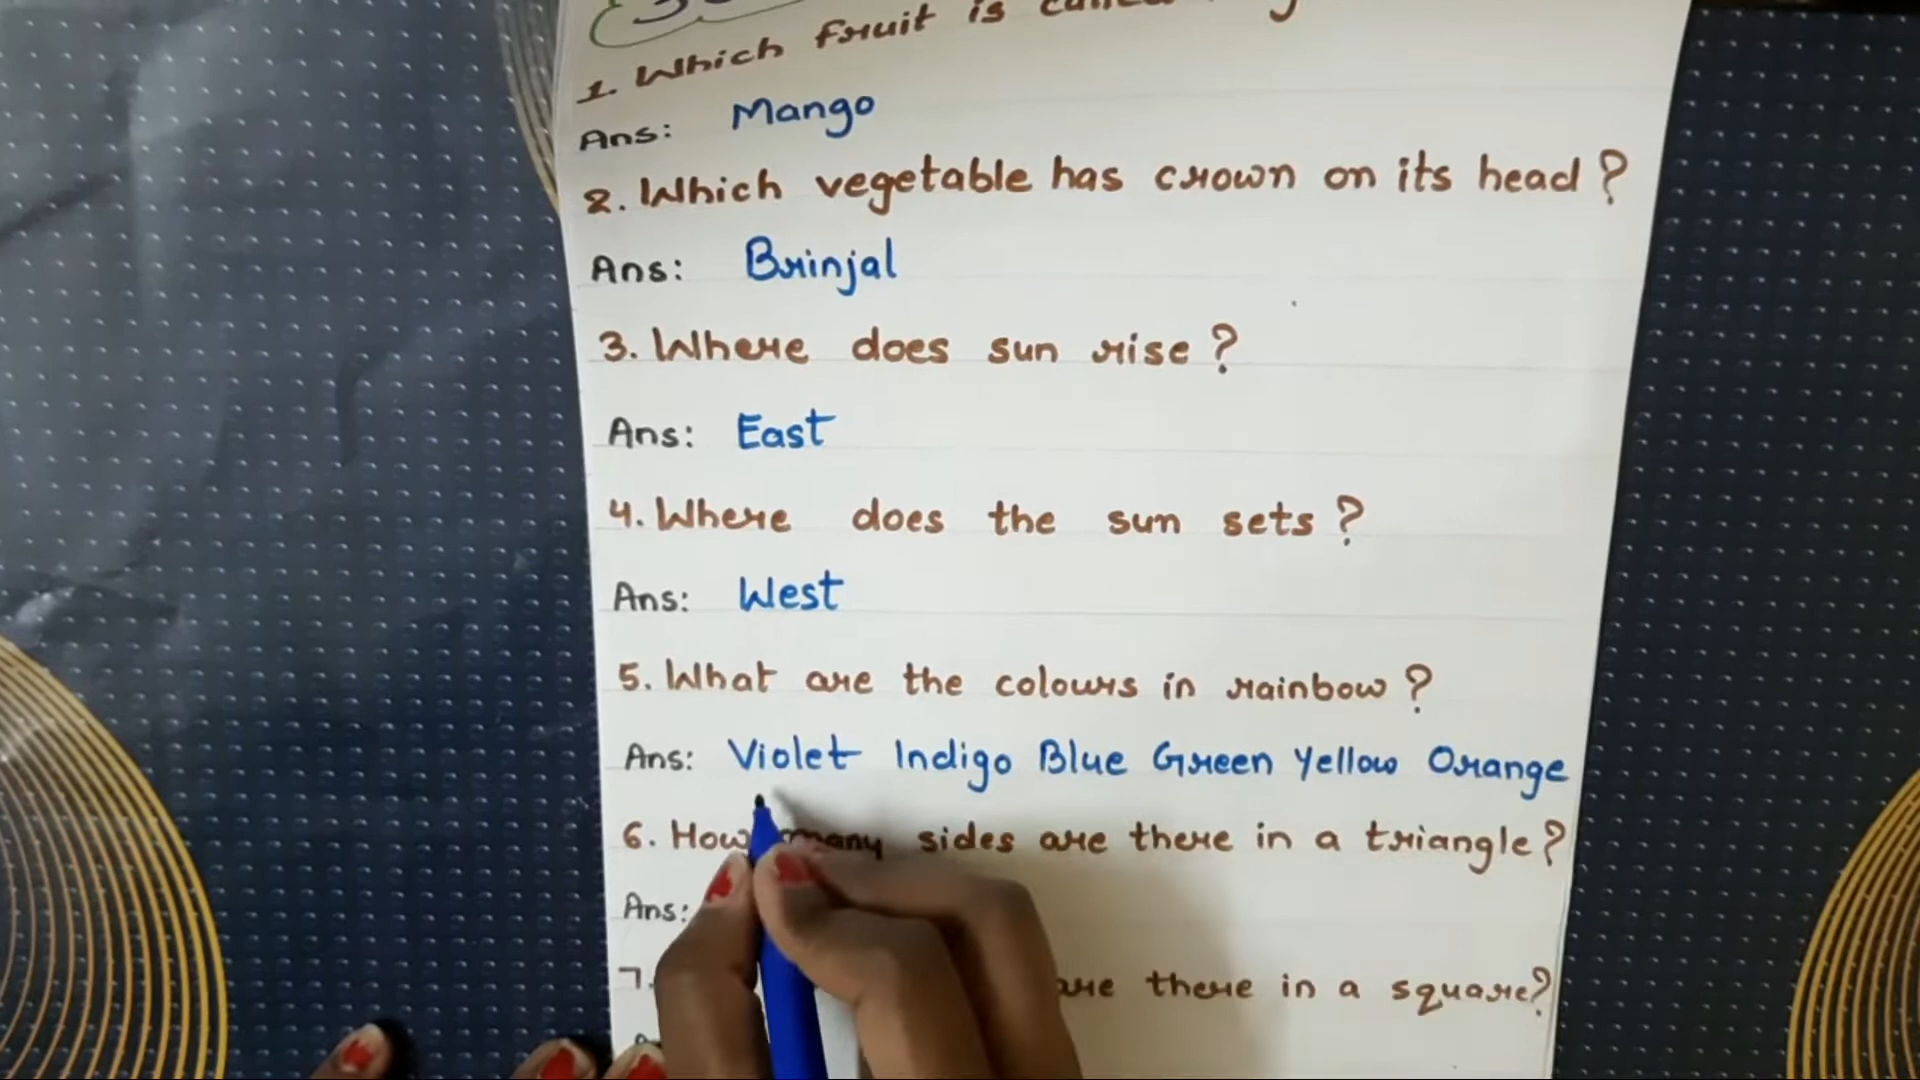 1. Which fruit is
Ans: Mango
2. Which vegetable has crown on its head?
Ans: Brinjal
3. Where does sun rise?
Ans: East
4. Where does the sun sets?
Ans: West
5. What are the colours in rainbow?
Ans: Violet Indigo Blue Green Yellow Orange
6. How many sides are there in a triangle?
Ans:
7. are there in a square?